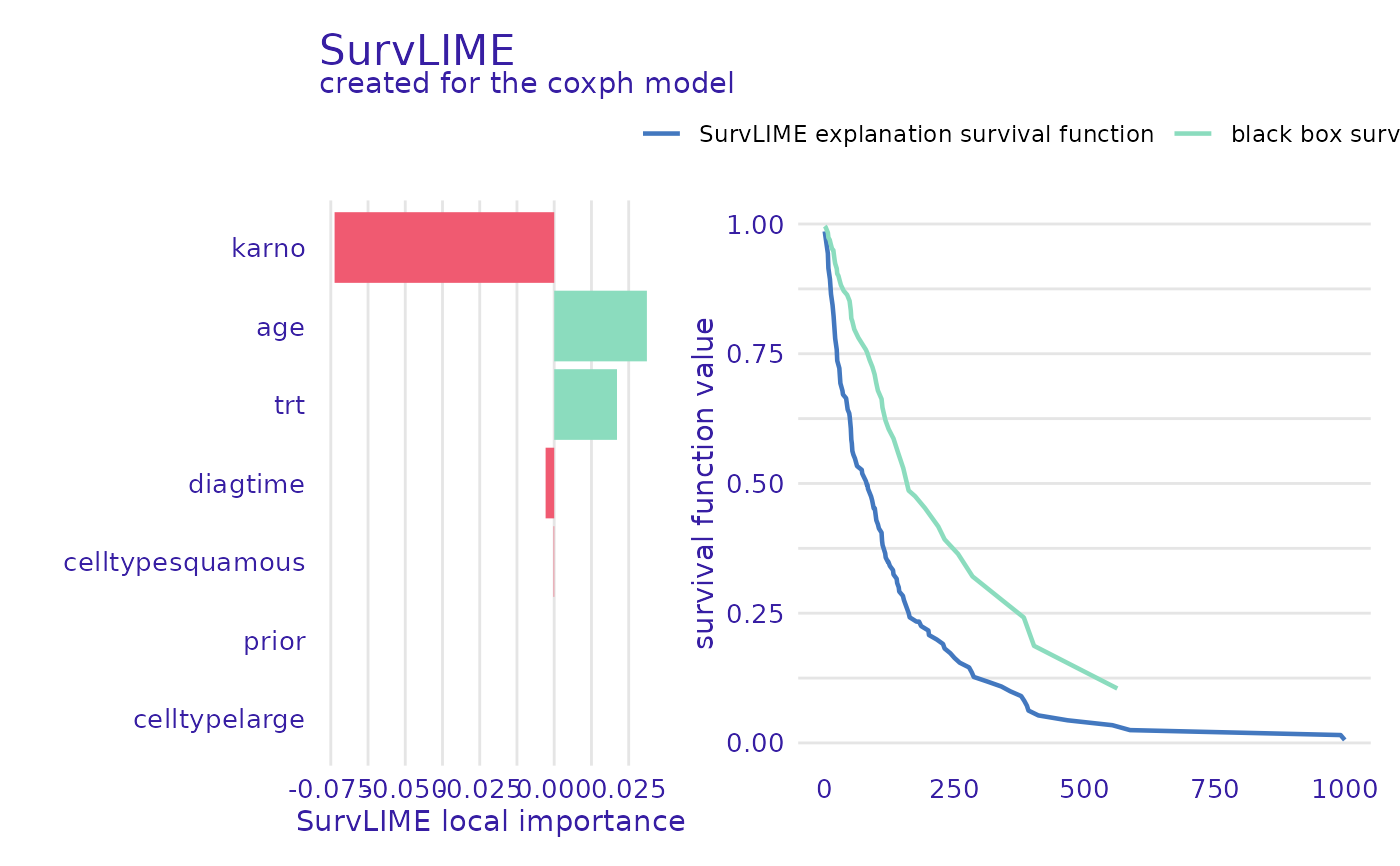 SurvLIME
created for the coxph model
SurvLIME explanation survival function
black box surv
karno
age
trt
diagtime
celltypesquamous
prior
celltypelarge
-0.075 -0.050 -0.025 0.000 0.025
SurvLIME local importance
survival function value
1.00
0.75
0.50
0.25
0.00
0 250 500 750 1000